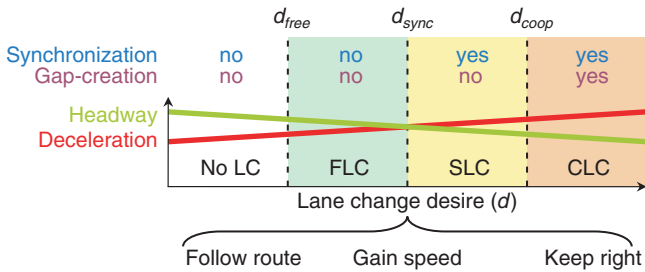 d_free d_sync d_coop
Synchronization no no yes yes
Gap-creation no no no yes
Headway
Deceleration
No LC FLC SLC CLC
Lane change desire (d)
Follow route Gain speed Keep right